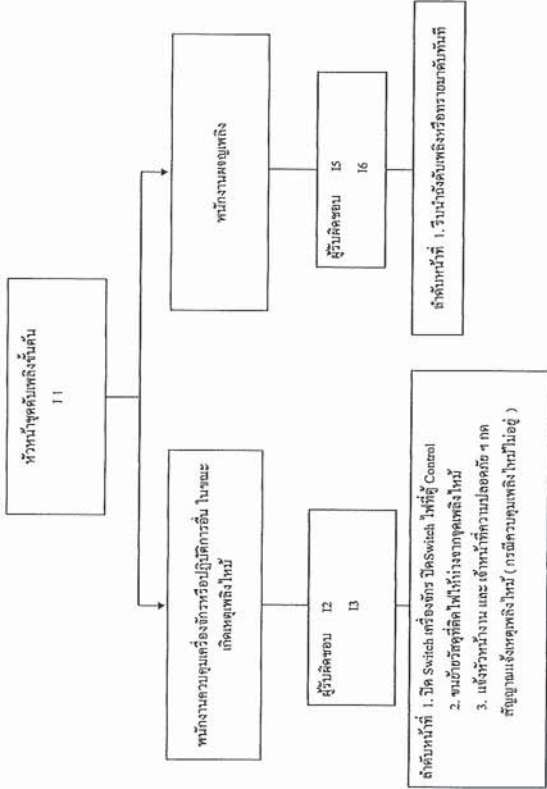 หัวหน้าชุดดับเพลิงขั้นต้น
I 1
พนักงานควบคุมเครื่องจักรหรือปฏิบัติการอื่น ในขณะ
เกิดเหตุเพลิงไหม้
ผู้รับผิดชอบ I2
I3
ลำดับหน้าที่ 1. ปิด Switch เครื่องจักร ปิดSwitch ไฟที่ตู้ Control
2. ขนย้ายวัสดุที่ติดไฟให้ห่างจากจุดเพลิงไหม้
3. แจ้งหัวหน้างาน และ เจ้าหน้าที่ความปลอดภัย ฯ กด
สัญญาณแจ้งเหตุเพลิงไหม้ ( กรณีควบคุมเพลิงไหม้ไม่อยู่ )
พนักงานผจญเพลิง
ผู้รับผิดชอบ I5
I6
ลำดับหน้าที่ 1. รีบนำถังดับเพลิงหรือทรายมาดับทันที